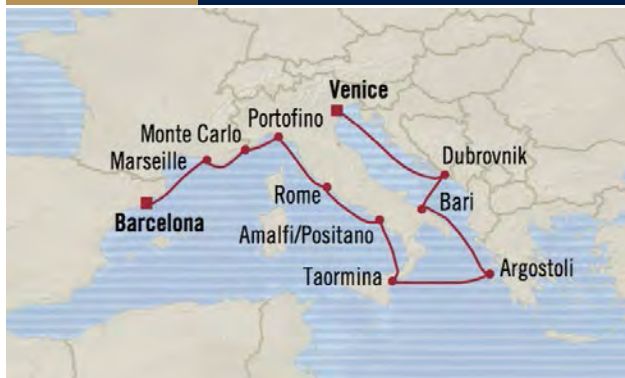 Venice
Portofino
Monte Carlo
Marseille
Dubrovnik
Rome
Bari
Barcelona
Amalfi/Positano
Taormina
Argostoli